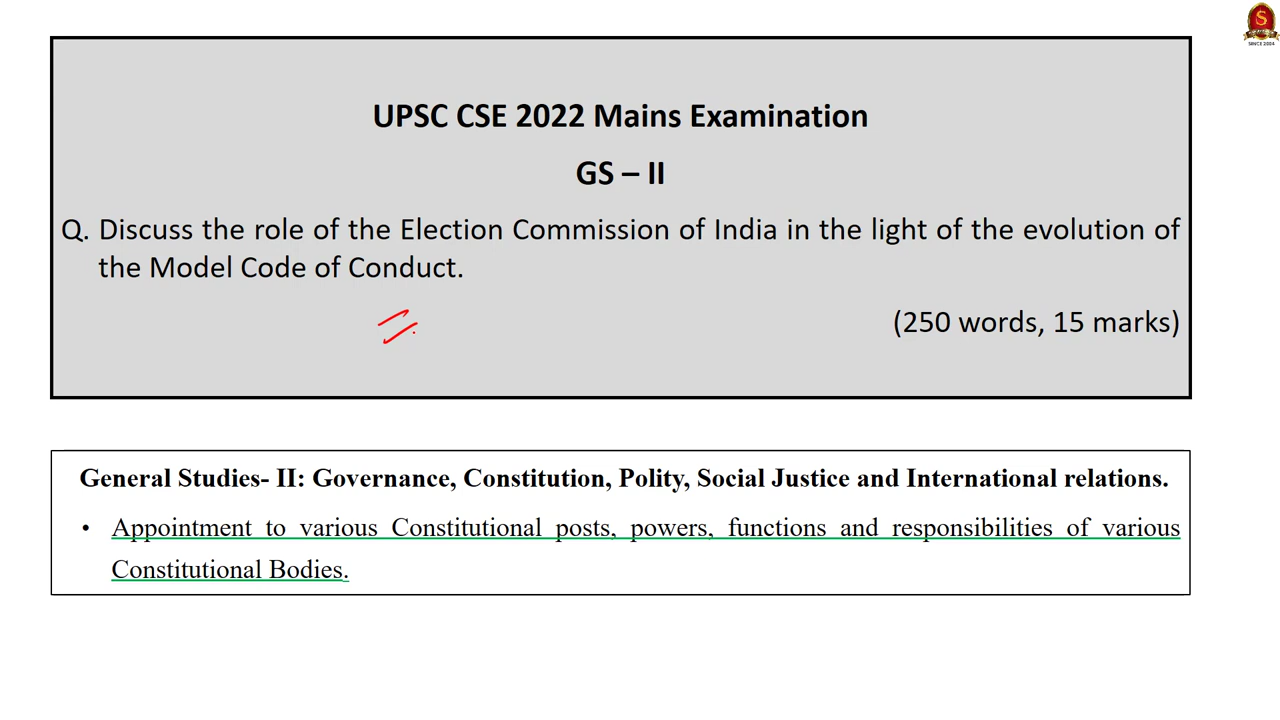 S
SINCE 2004
UPSC CSE 2022 Mains Examination
GS – II
Q. Discuss the role of the Election Commission of India in the light of the evolution of
the Model Code of Conduct.
(250 words, 15 marks)
General Studies- II: Governance, Constitution, Polity, Social Justice and International relations.
• Appointment to various Constitutional posts, powers, functions and responsibilities of various
Constitutional Bodies.